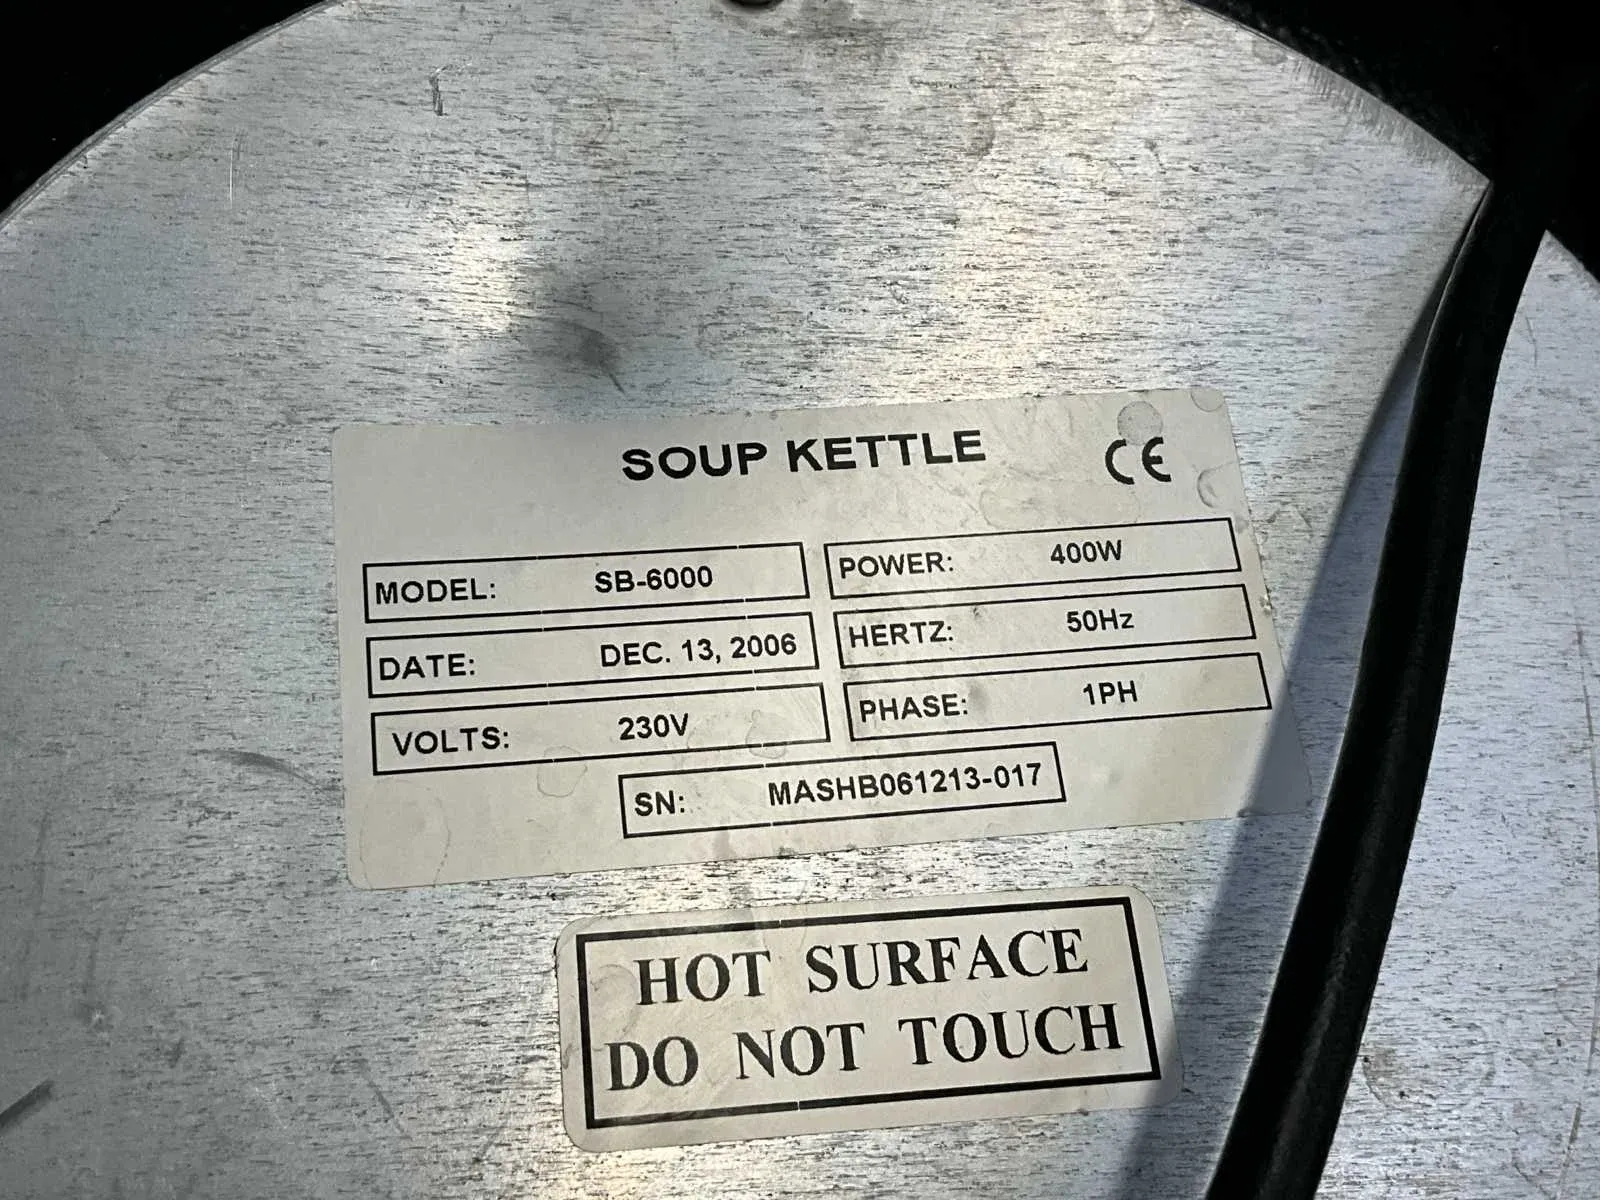 SOUP KETTLE CE
MODEL: SB-6000
POWER: 400W
DATE: DEC. 13, 2006
HERTZ: 50Hz
VOLTS: 230V
PHASE: 1PH
SN: MASHB061213-017
HOT SURFACE
DO NOT TOUCH